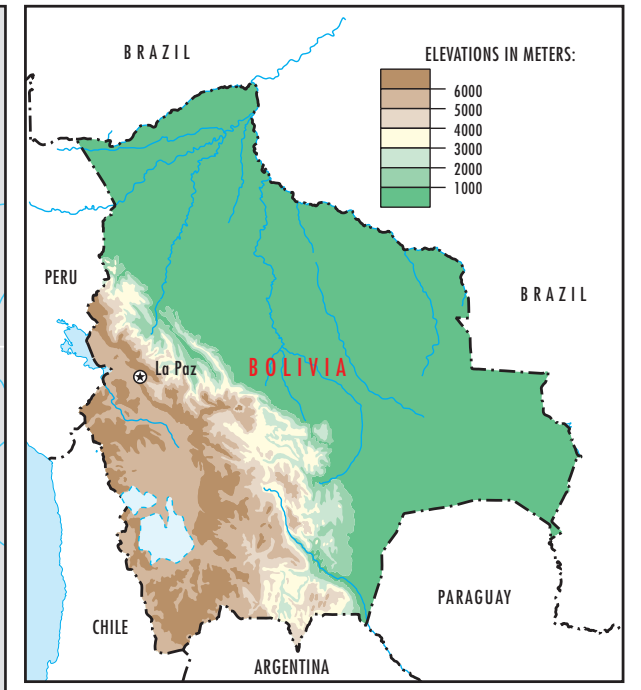 BRAZIL
ELEVATIONS IN METERS:
6000
5000
4000
3000
2000
1000
PERU
BRAZIL
La Paz
BOLIVIA
PARAGUAY
CHILE
ARGENTINA